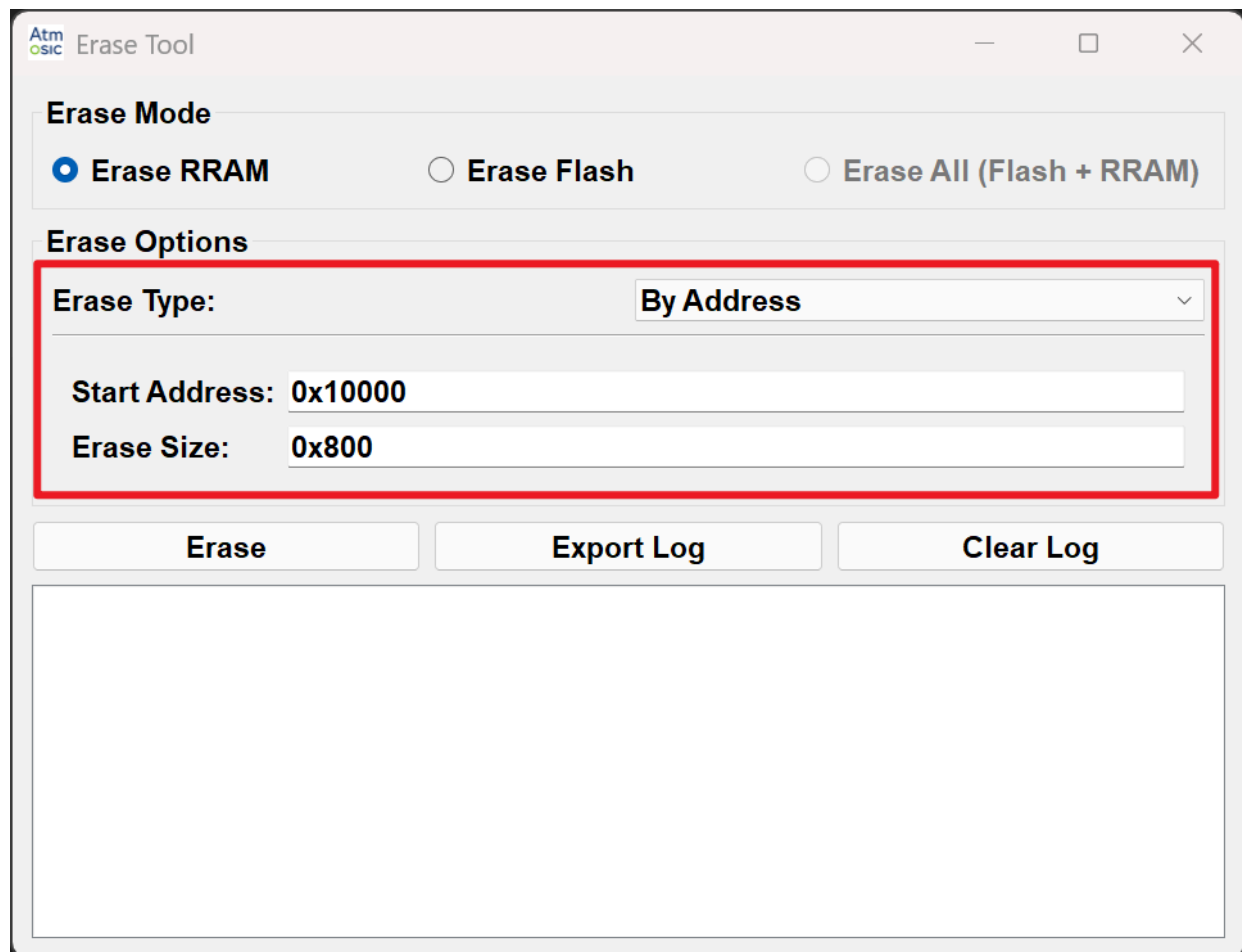 Atm
osic
Erase Tool
Erase Mode
Erase RRAM Erase Flash Erase All (Flash + RRAM)
Erase Options
Erase Type: By Address
Start Address: 0x10000
Erase Size: 0x800
Erase Export Log Clear Log